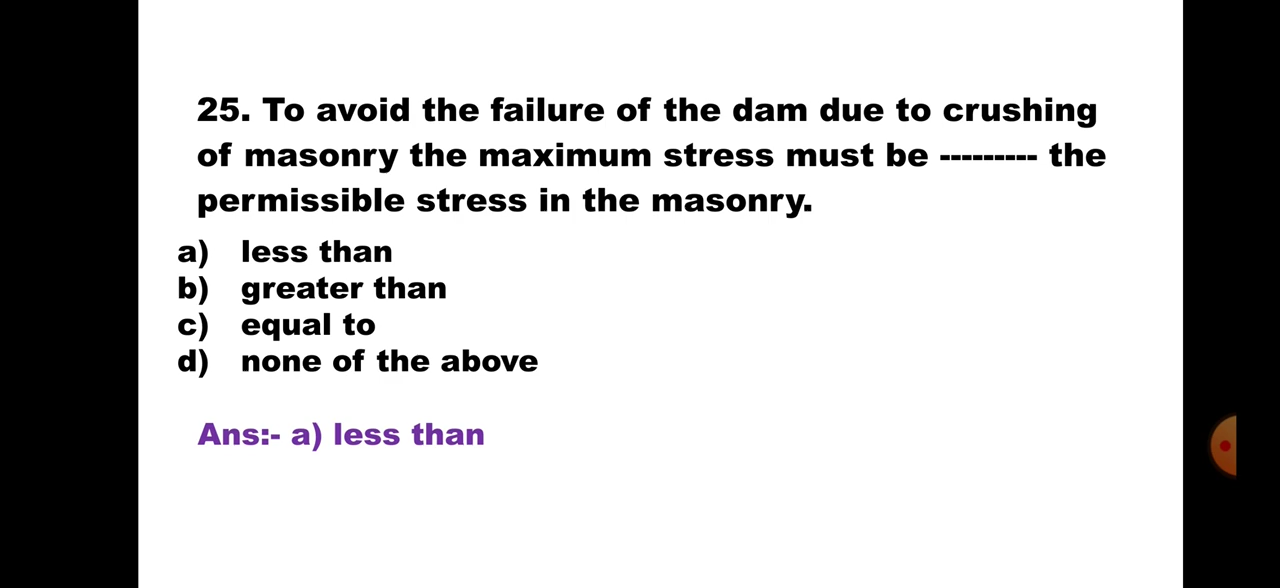 25. To avoid the failure of the dam due to crushing
of masonry the maximum stress must be --------- the
permissible stress in the masonry.
a) less than
b) greater than
c) equal to
d) none of the above
Ans:- a) less than